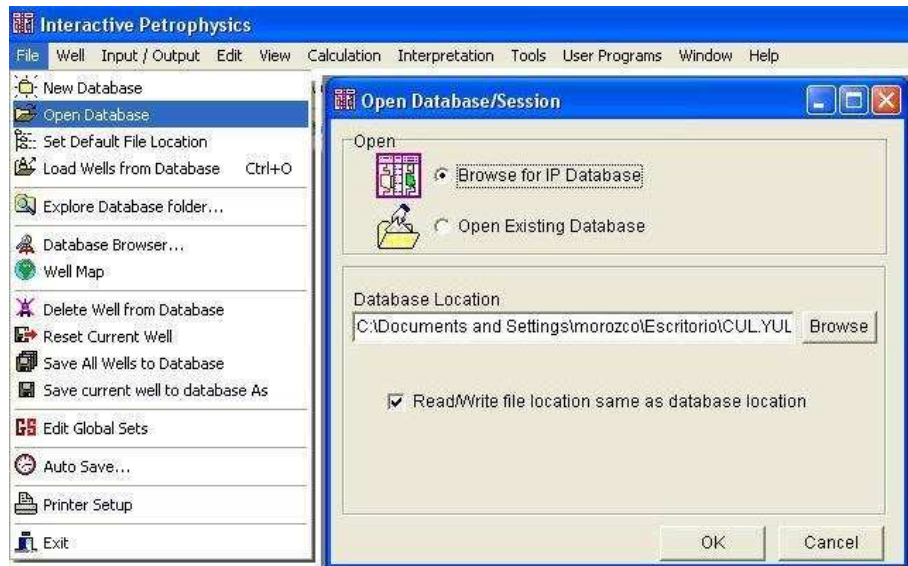 Interactive Petrophysics
File Well Input / Output Edit View Calculation Interpretation Tools User Programs Window Help
New Database
Open Database
Set Default File Location
Load Wells from Database Ctrl+O
Explore Database folder...
Database Browser...
Well Map
Delete Well from Database
Reset Current Well
Save All Wells to Database
Save current well to database As
GS Edit Global Sets
Auto Save...
Printer Setup
Exit
Open Database/Session
Open
Browse for IP Database
Open Existing Database
Database Location
C:\Documents and Settings\morozco\Escritorio\CUL.YUL Browse
Read/Write file location same as database location
OK Cancel